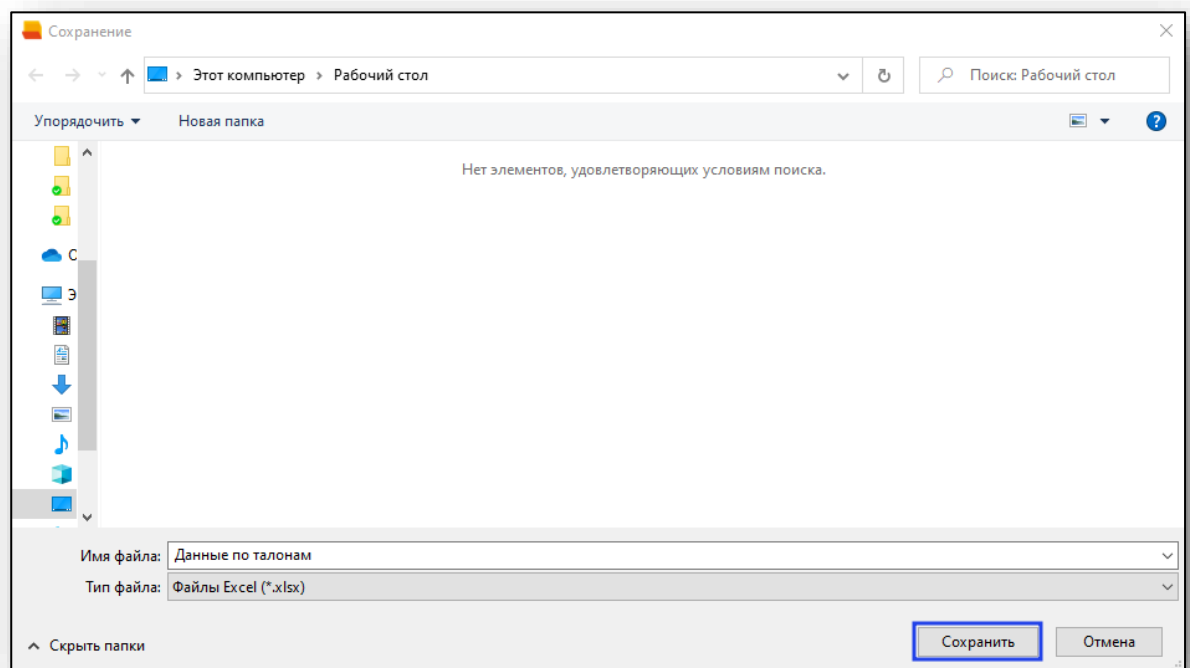 Сохранение
Этот компьютер › Рабочий стол
Поиск: Рабочий стол
Упорядочить
Новая папка
Нет элементов, удовлетворяющих условиям поиска.
С
Э
Имя файла: Данные по талонам
Тип файла: Файлы Excel (*.xlsx)
Скрыть папки
Сохранить
Отмена